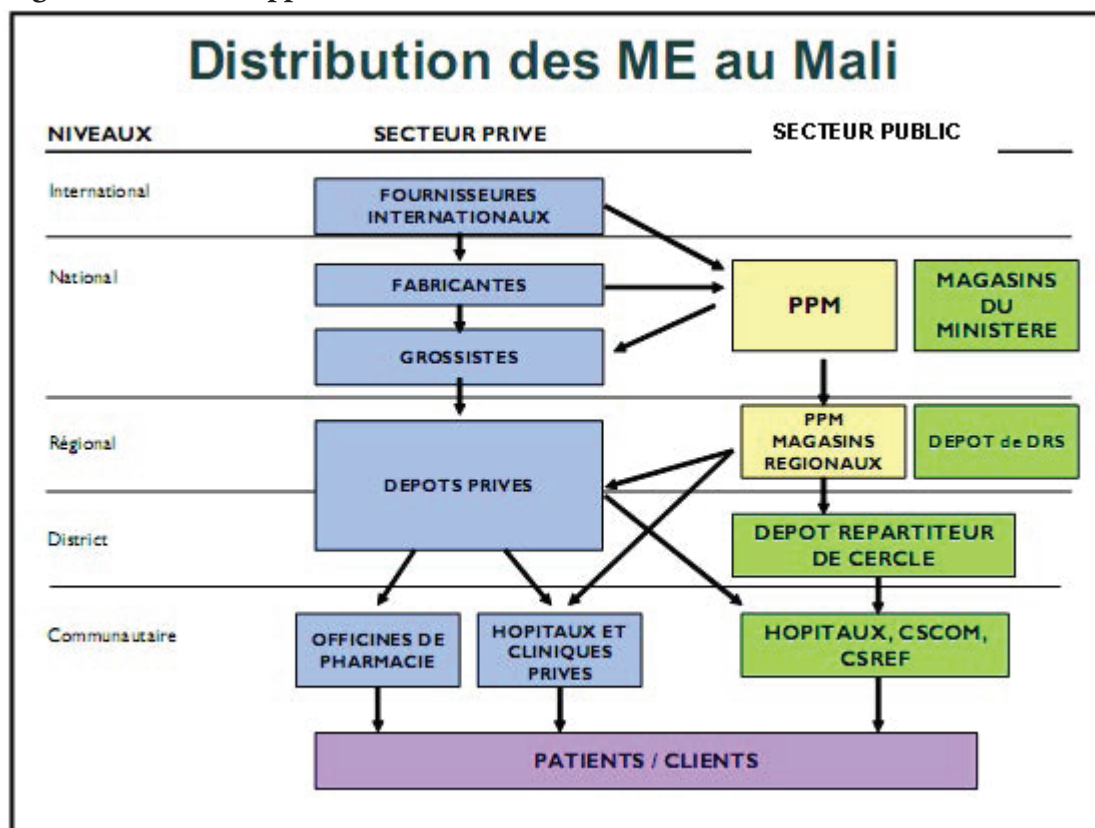 Distribution des ME au Mali
NIVEAUX
SECTEUR PRIVE
SECTEUR PUBLIC
International
FOURNISSEURES
INTERNATIONAUX
National
FABRICANTES
PPM
MAGASINS
DU
MINISTERE
GROSSISTES
Régional
DEPOTS PRIVES
PPM
MAGASINS
REGIONAUX
DEPOT de DRS
District
DEPOT REPARTITEUR
DE CERCLE
Communautaire
OFFICINES DE
PHARMACIE
HOPITAUX ET
CLINIQUES
PRIVES
HOPITAUX, CSCOM,
CSREF
PATIENTS / CLIENTS